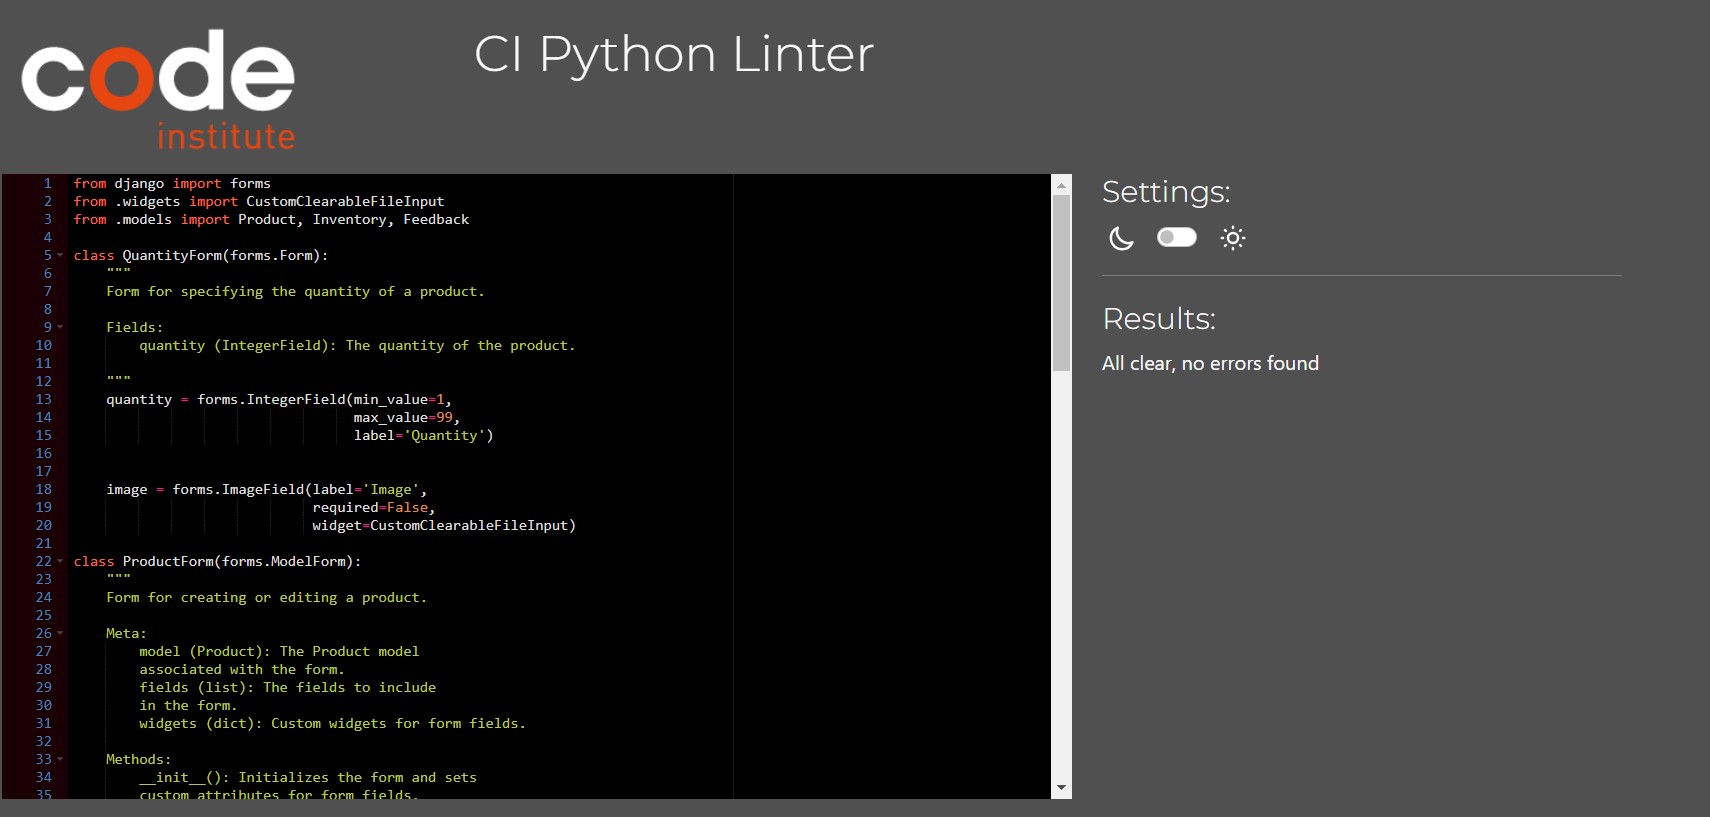 code
institute
CI Python Linter
1 from django import forms
2 from .widgets import CustomClearableFileInput
3 from .models import Product, Inventory, Feedback
4
5 class QuantityForm(forms.Form):
6     """
7     Form for specifying the quantity of a product.
8
9     Fields:
10         quantity (IntegerField): The quantity of the product.
11
12     """
13     quantity = forms.IntegerField(min_value=1,
14                                   max_value=99,
15                                   label='Quantity')
16
17
18     image = forms.ImageField(label='Image',
19                              required=False,
20                              widget=CustomClearableFileInput)
21
22 class ProductForm(forms.ModelForm):
23     """
24     Form for creating or editing a product.
25
26     Meta:
27         model (Product): The Product model
28         associated with the form.
29         fields (list): The fields to include
30         in the form.
31         widgets (dict): Custom widgets for form fields.
32
33     Methods:
34         __init__(): Initializes the form and sets
35         custom attributes for form fields.
Settings:
Results:
All clear, no errors found